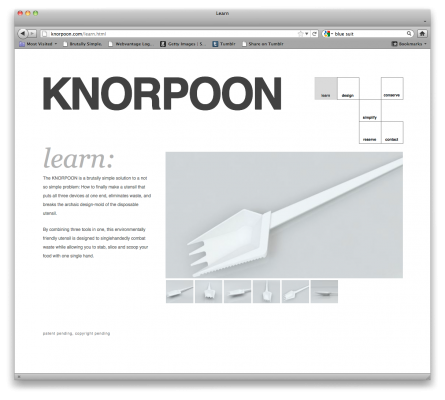 Learn
knorpoon.com/learn.html
blue suit
Most Visited
Brutally Simple.
Webvantage Log..
Getty Images | S...
Tumblr
Share on Tumblr
Bookmarks
KNORPOON
learn
design
conserve
simplify
reserve
contact
learn:
The KNORPOON is a brutally simple solution to a not
so simple problem: How to finally make a utensil that
puts all three devices at one end, eliminates waste, and
breaks the archaic design-mold of the disposable
utensil.
By combining three tools in one, this environmentally
friendly utensil is designed to singlehandedly combat
waste while allowing you to stab, slice and scoop your
food with one single hand.
patent pending, copyright pending